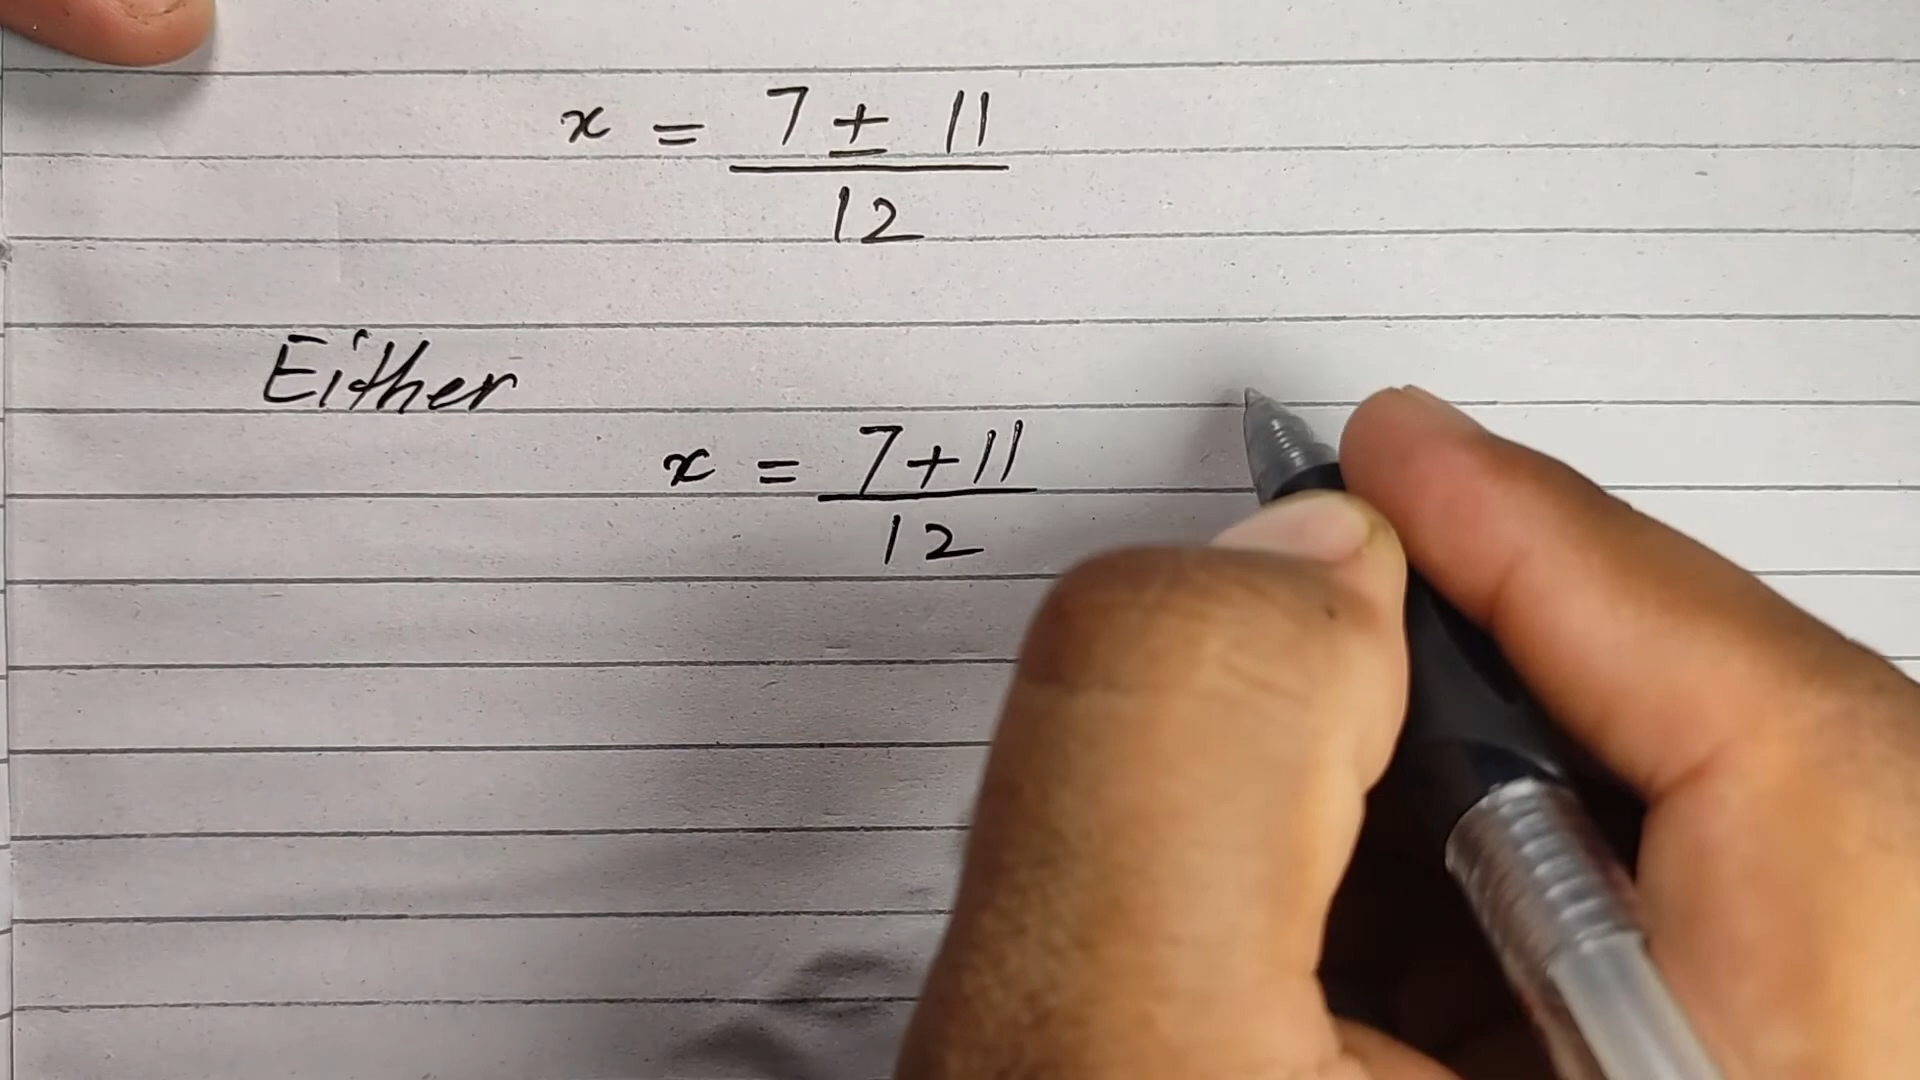 x = 7 ± 11
12
Either
x = 7+11
12